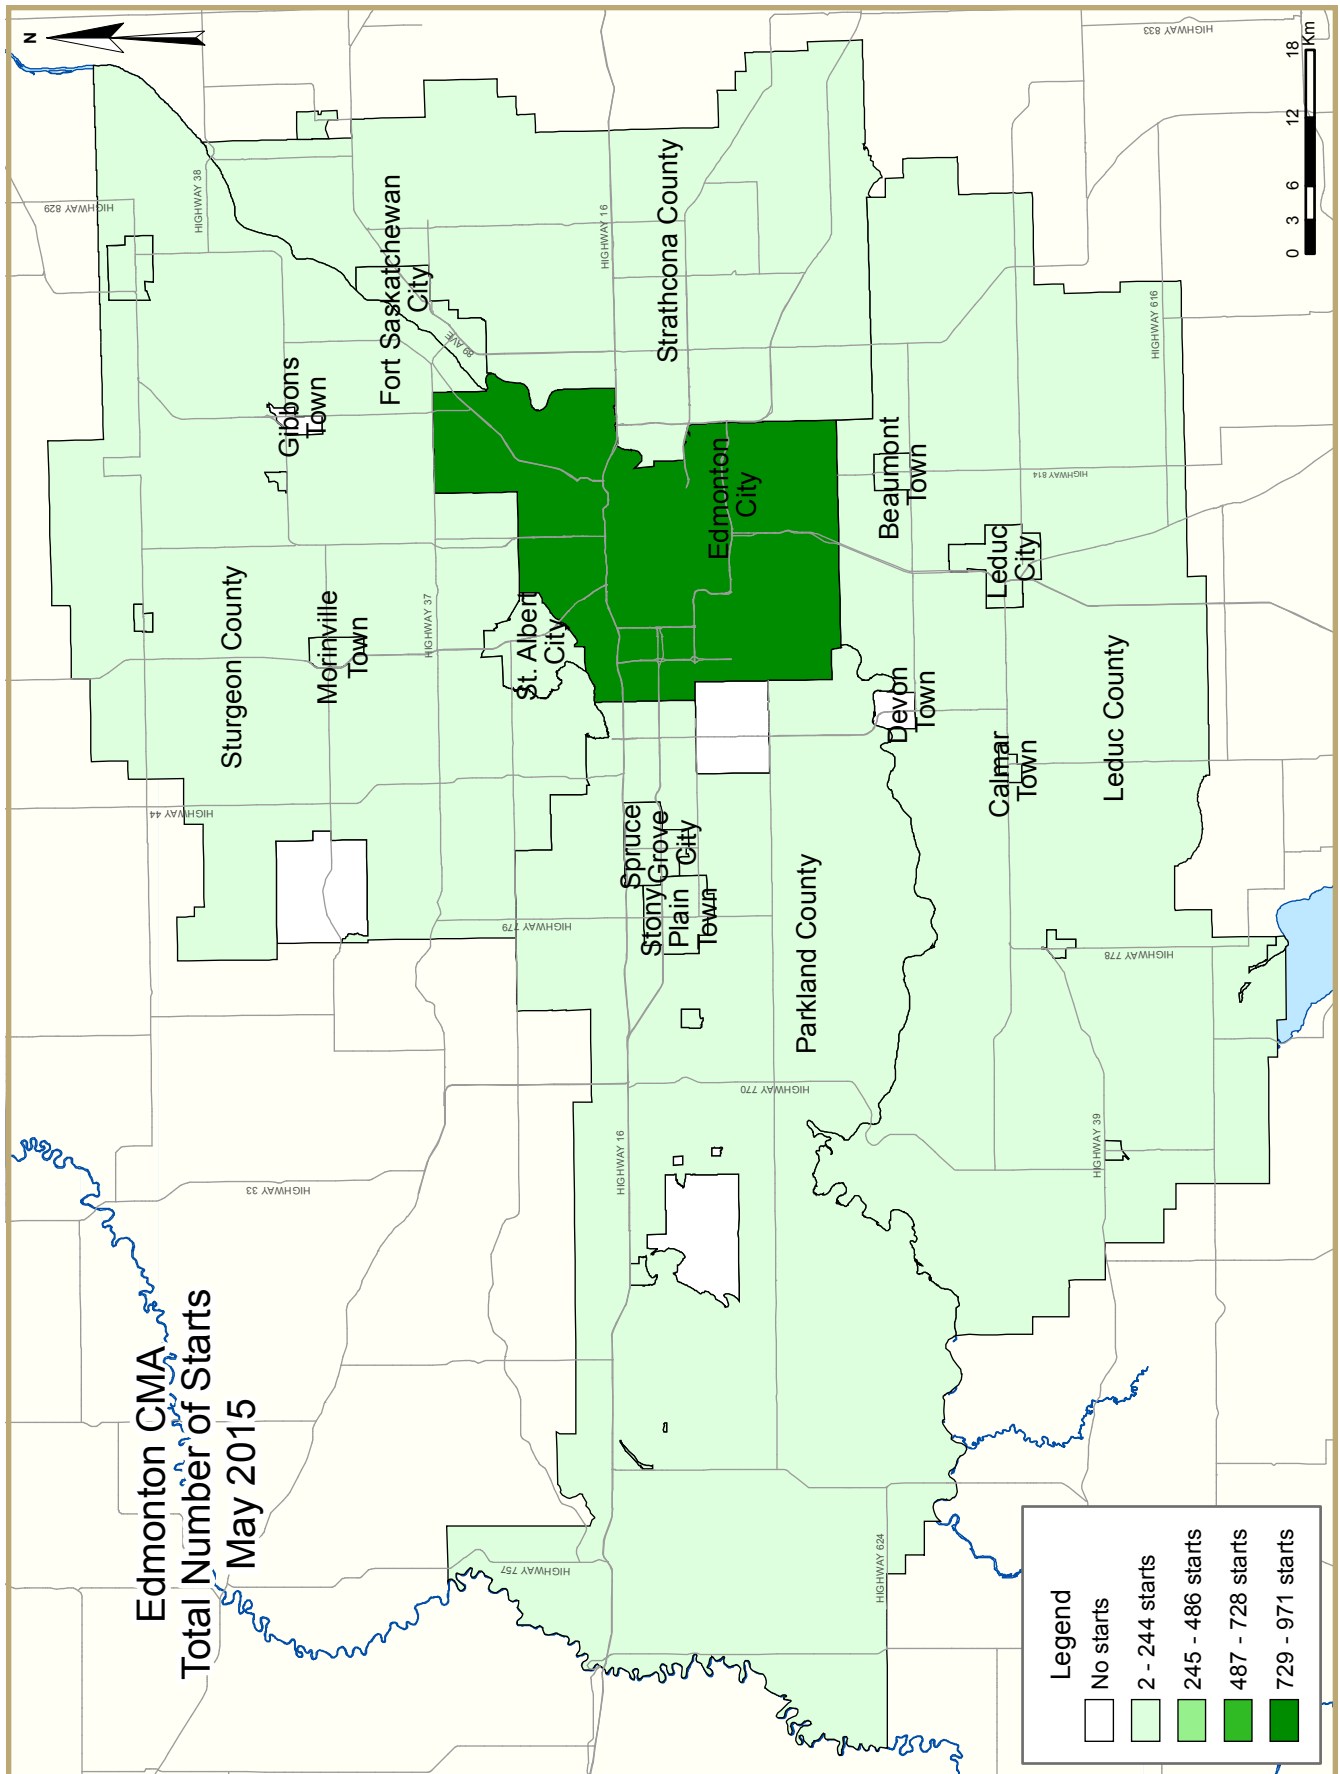 Edmonton CMA
Total Number of Starts
May 2015
N
HIGHWAY 829
HIGHWAY 38
HIGHWAY 44
HIGHWAY 37
HIGHWAY 33
HIGHWAY 779
HIGHWAY 757
HIGHWAY 16
HIGHWAY 16
89 AVE
HIGHWAY 770
HIGHWAY 624
HIGHWAY 814
HIGHWAY 39
HIGHWAY 778
HIGHWAY 616
HIGHWAY 833
Sturgeon County
Gibbons
Town
Morinville
Town
Fort Saskatchewan
City
St. Albert
City
Strathcona County
Edmonton
City
Spruce
Grove
City
Stony
Plain
Town
Parkland County
Beaumont
Town
Devon
Town
Leduc
City
Calmar
Town
Leduc County
Legend
No starts
2 - 244 starts
245 - 486 starts
487 - 728 starts
729 - 971 starts
0 3 6 12 18
Km